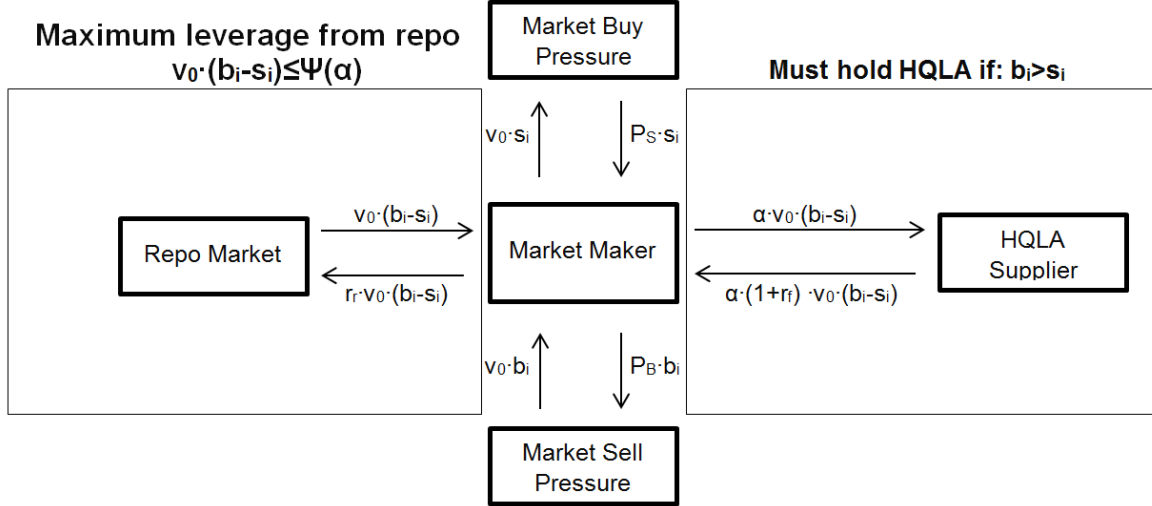 Maximum leverage from repo
v₀·(bᵢ-sᵢ)≤Ψ(α)
Market Buy
Pressure
Must hold HQLA if: bᵢ>sᵢ
v₀·sᵢ
Pₛ·sᵢ
v₀·(bᵢ-sᵢ)
α·v₀·(bᵢ-sᵢ)
Repo Market
Market Maker
HQLA
Supplier
rᵣ·v₀·(bᵢ-sᵢ)
α·(1+r_f)·v₀·(bᵢ-sᵢ)
v₀·bᵢ
P_B·bᵢ
Market Sell
Pressure